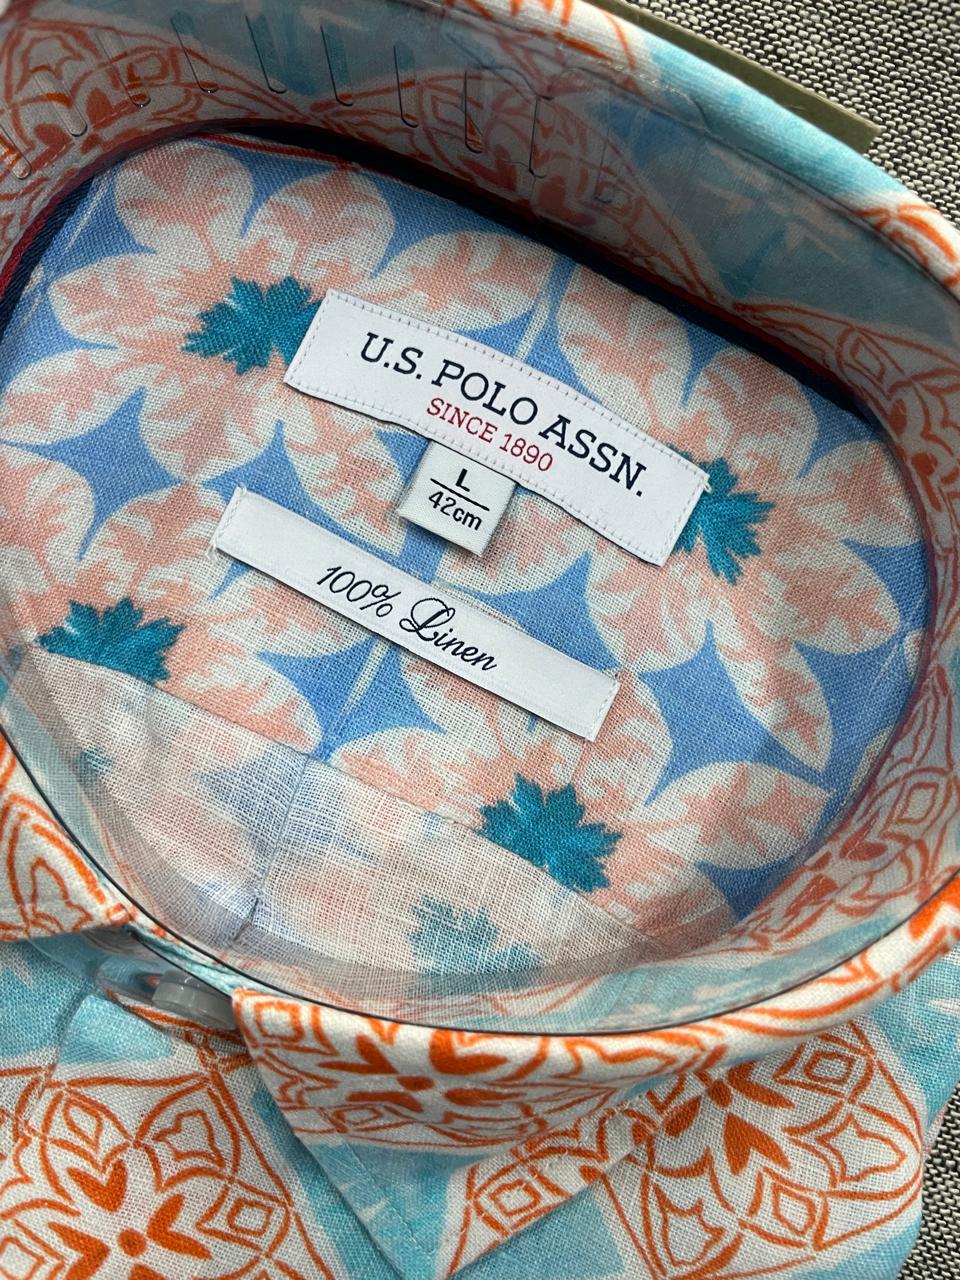 U.S. POLO ASSN.
SINCE 1890
L
42cm
100% Linen